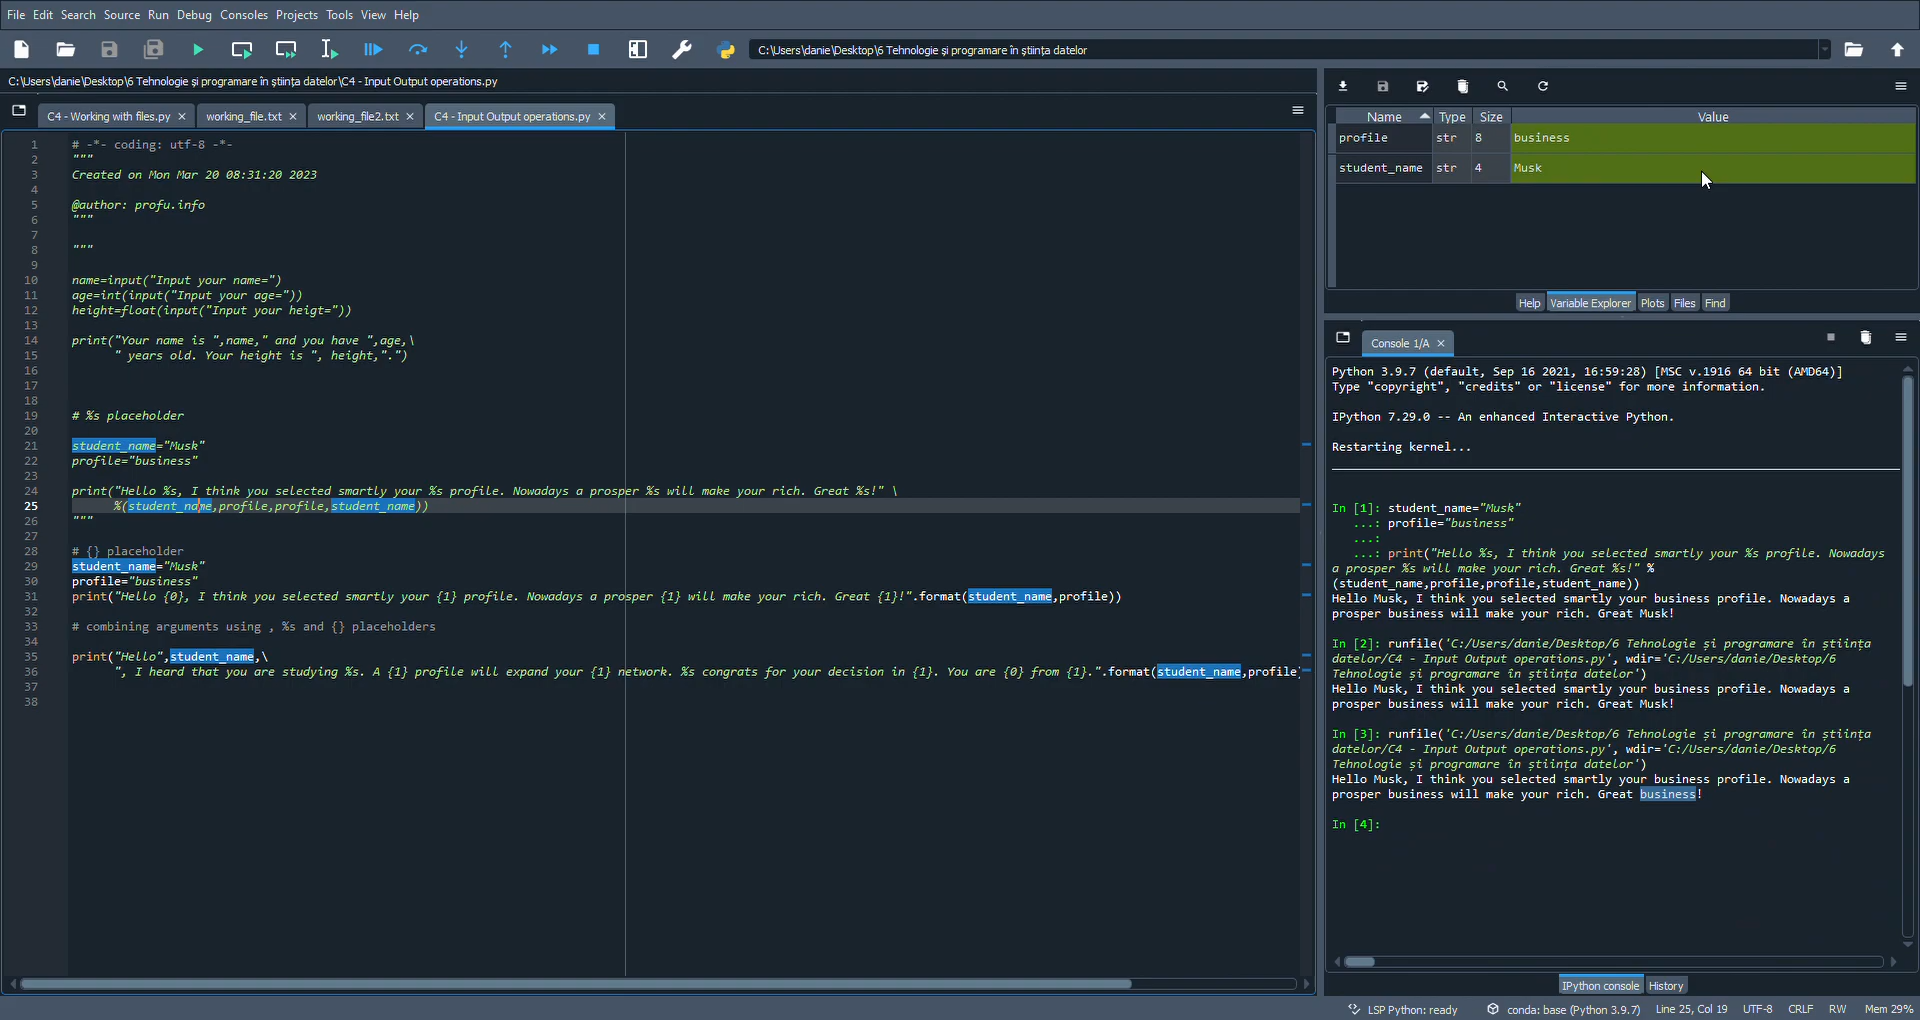 File Edit Search Source Run Debug Consoles Projects Tools View Help
C:\Users\danie\Desktop\6 Tehnologie și programare în știința datelor
C:\Users\danie\Desktop\6 Tehnologie și programare în știința datelor\C4 - Input Output operations.py
C4 - Working with files.py
working_file.txt
working_file2.txt
C4 - Input Output operations.py
1 # -*- coding: utf-8 -*-
2 """
3 Created on Mon Mar 20 08:31:20 2023
4
5 @author: profu.info
6 """
7
8 """
9
10 name=input("Input your name=")
11 age=int(input("Input your age="))
12 height=float(input("Input your heigt="))
13
14 print("Your name is ",name," and you have ",age,\
15 " years old. Your height is ", height,".")
16
17
18
19 # %s placeholder
20
21 student_name="Musk"
22 profile="business"
23
24 print("Hello %s, I think you selected smartly your %s profile. Nowadays a prosper %s will make your rich. Great %s!" \
25 %(student_name,profile,profile,student_name))
26 """
27
28 # {} placeholder
29 student_name="Musk"
30 profile="business"
31 print("Hello {0}, I think you selected smartly your {1} profile. Nowadays a prosper {1} will make your rich. Great {1}!".format(student_name,profile))
32
33 # combining arguments using , %s and {} placeholders
34
35 print("Hello",student_name,\
36 ", I heard that you are studying %s. A {1} profile will expand your {1} network. %s congrats for your decision in {1}. You are {0} from {1}.".format(student_name,profile)
37
38
Name Type Size Value
profile str 8 business
student_name str 4 Musk
Help Variable Explorer Plots Files Find
Console 1/A
Python 3.9.7 (default, Sep 16 2021, 16:59:28) [MSC v.1916 64 bit (AMD64)]
Type "copyright", "credits" or "license" for more information.
IPython 7.29.0 -- An enhanced Interactive Python.
Restarting kernel...
In [1]: student_name="Musk"
...: profile="business"
...:
...: print("Hello %s, I think you selected smartly your %s profile. Nowadays
a prosper %s will make your rich. Great %s!" %
(student_name,profile,profile,student_name))
Hello Musk, I think you selected smartly your business profile. Nowadays a
prosper business will make your rich. Great Musk!
In [2]: runfile('C:/Users/danie/Desktop/6 Tehnologie și programare în știința
datelor/C4 - Input Output operations.py', wdir='C:/Users/danie/Desktop/6
Tehnologie și programare în știința datelor')
Hello Musk, I think you selected smartly your business profile. Nowadays a
prosper business will make your rich. Great Musk!
In [3]: runfile('C:/Users/danie/Desktop/6 Tehnologie și programare în știința
datelor/C4 - Input Output operations.py', wdir='C:/Users/danie/Desktop/6
Tehnologie și programare în știința datelor')
Hello Musk, I think you selected smartly your business profile. Nowadays a
prosper business will make your rich. Great business!
In [4]:
IPython console History
LSP Python: ready conda: base (Python 3.9.7) Line 25, Col 19 UTF-8 CRLF RW Mem 29%